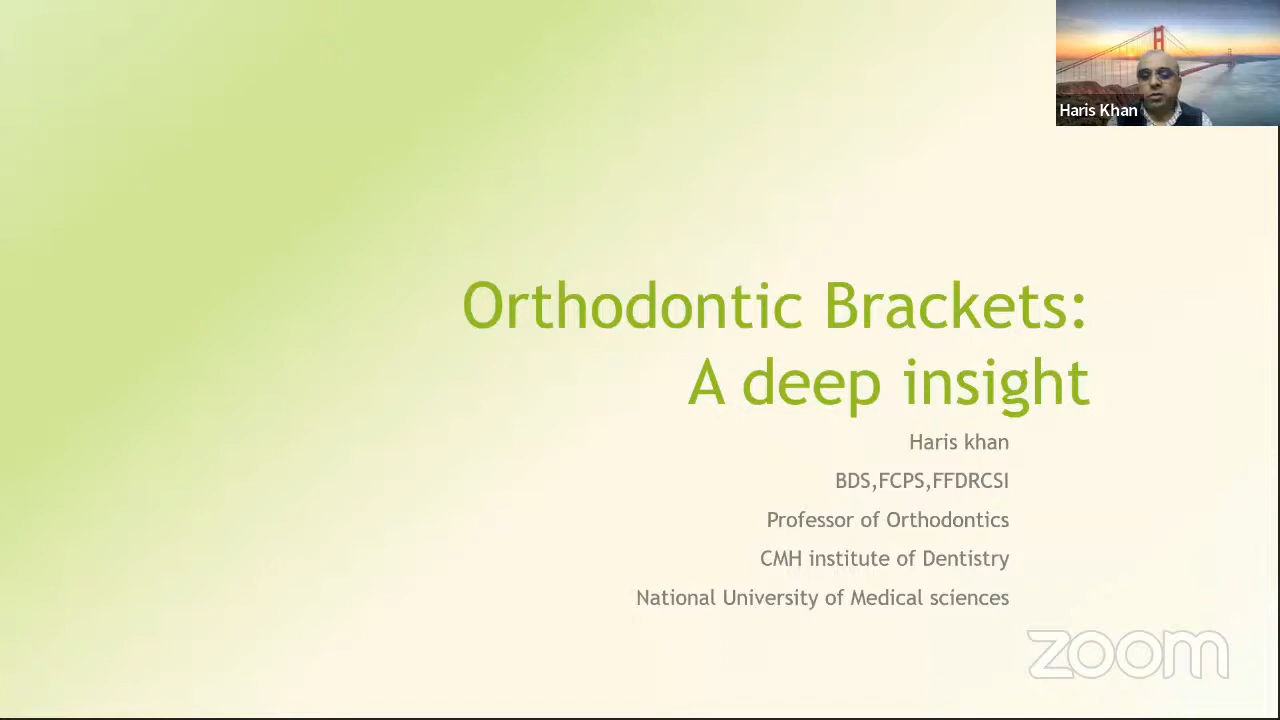 Haris Khan
Orthodontic Brackets:
A deep insight
Haris khan
BDS,FCPS,FFDRCSI
Professor of Orthodontics
CMH institute of Dentistry
National University of Medical sciences
zoom